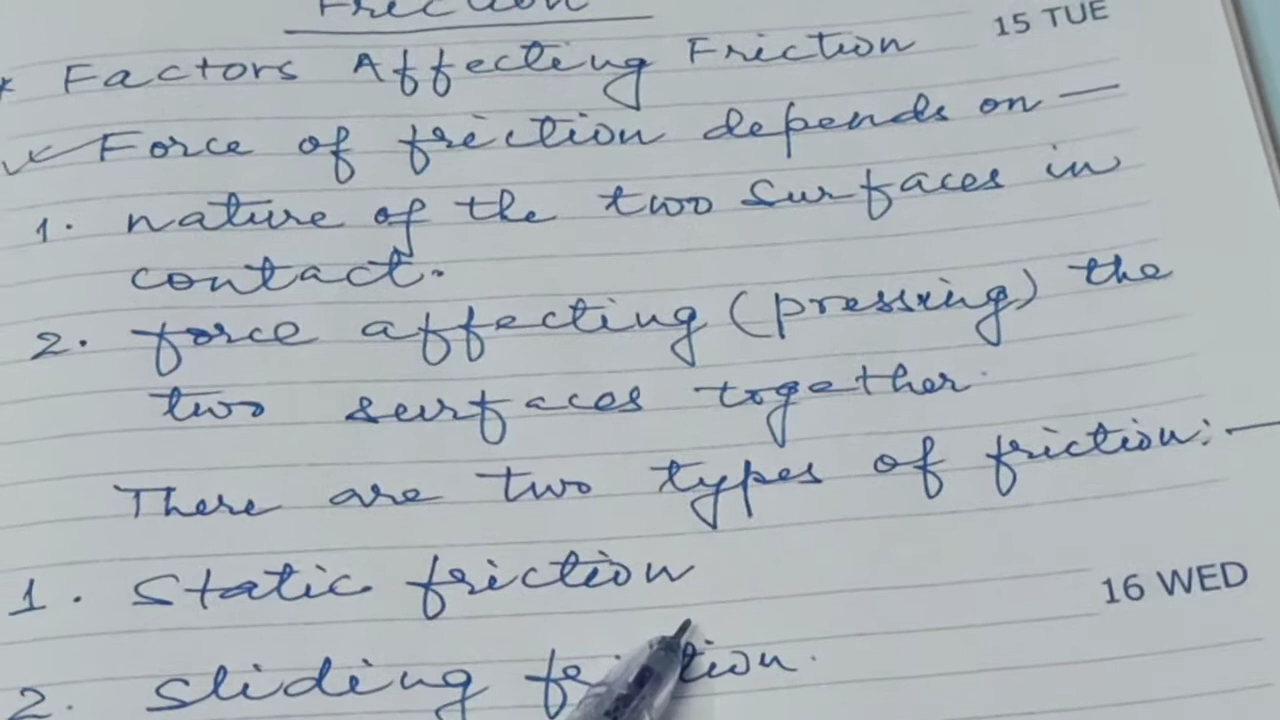 Friction
15 TUE
* Factors Affecting Friction
Force of friction depends on —
1. nature of the two surfaces in
contact.
2. force affecting (pressing) the
two surfaces together.
There are two types of friction:—
1. Static friction
16 WED
2. Sliding friction.